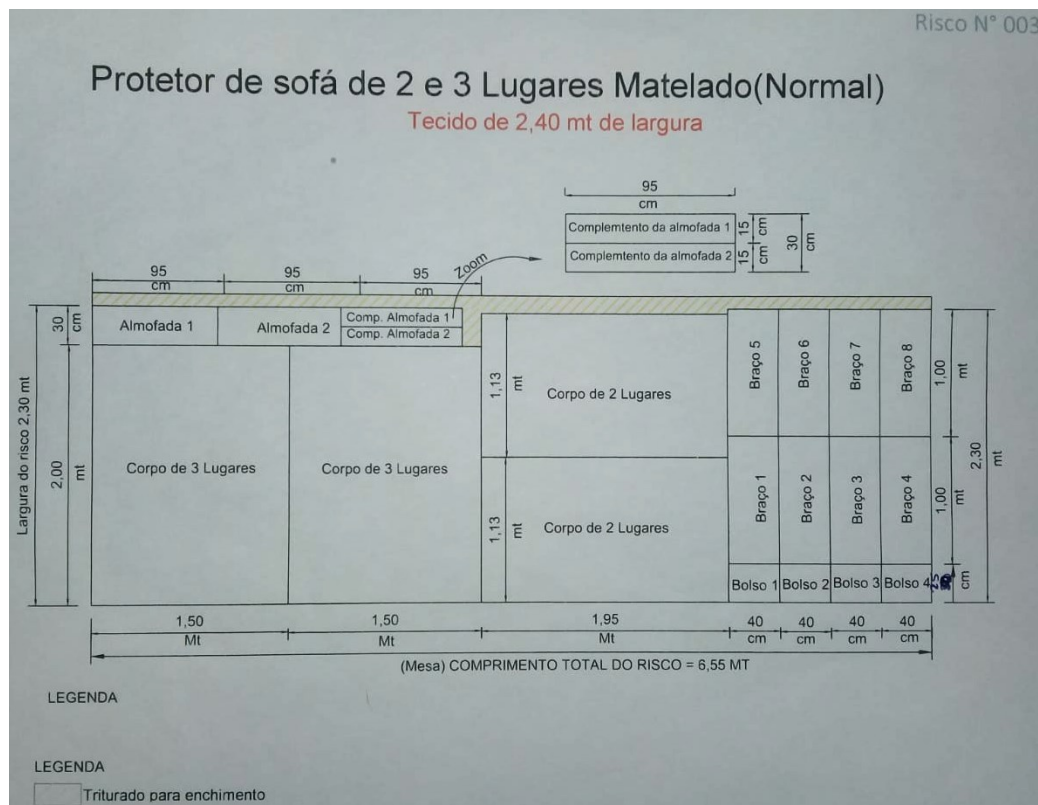 Risco N° 003
Protetor de sofá de 2 e 3 Lugares Matelado(Normal)
Tecido de 2,40 mt de largura
95
cm
Complemtento da almofada 1
15
cm
Complemtento da almofada 2
15
cm
30
cm
95
cm
95
cm
95
cm
Zoom
30
cm
Almofada 1
Almofada 2
Comp. Almofada 1
Comp. Almofada 2
Largura do risco 2,30 mt
2,00
mt
Corpo de 3 Lugares
Corpo de 3 Lugares
1,13
mt
Corpo de 2 Lugares
1,13
mt
Corpo de 2 Lugares
Braço 5
Braço 6
Braço 7
Braço 8
1,00
mt
Braço 1
Braço 2
Braço 3
Braço 4
1,00
mt
2,30
mt
Bolso 1
Bolso 2
Bolso 3
Bolso 4
25
cm
1,50
Mt
1,50
Mt
1,95
Mt
40
cm
40
cm
40
cm
40
cm
(Mesa) COMPRIMENTO TOTAL DO RISCO = 6,55 MT
LEGENDA
LEGENDA
Triturado para enchimento